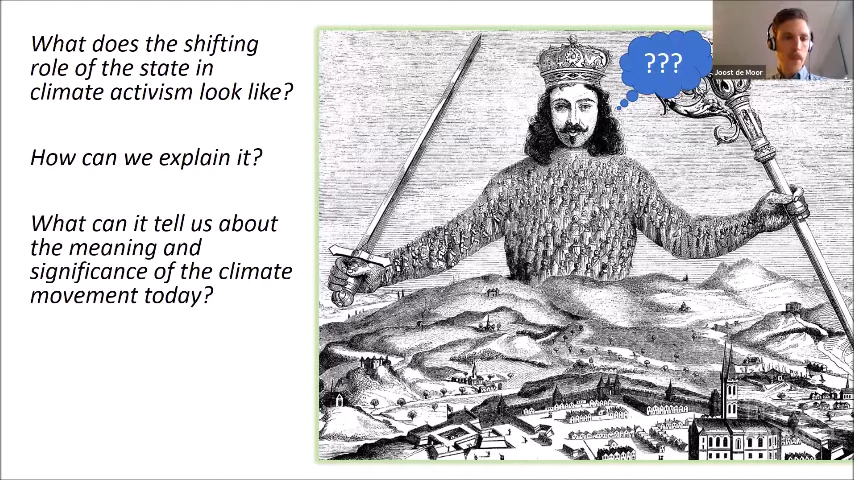 What does the shifting
role of the state in
climate activism look like?
How can we explain it?
What can it tell us about
the meaning and
significance of the climate
movement today?
???
Joost de Moor